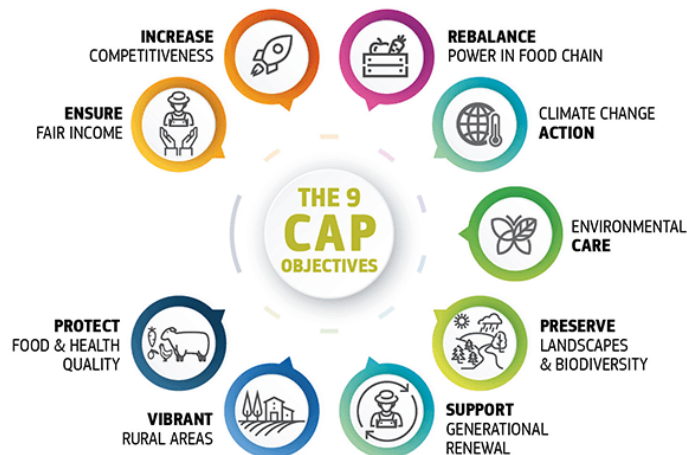 THE 9
CAP
OBJECTIVES
INCREASE
COMPETITIVENESS
REBALANCE
POWER IN FOOD CHAIN
ENSURE
FAIR INCOME
CLIMATE CHANGE
ACTION
ENVIRONMENTAL
CARE
PROTECT
FOOD & HEALTH
QUALITY
PRESERVE
LANDSCAPES
& BIODIVERSITY
VIBRANT
RURAL AREAS
SUPPORT
GENERATIONAL
RENEWAL